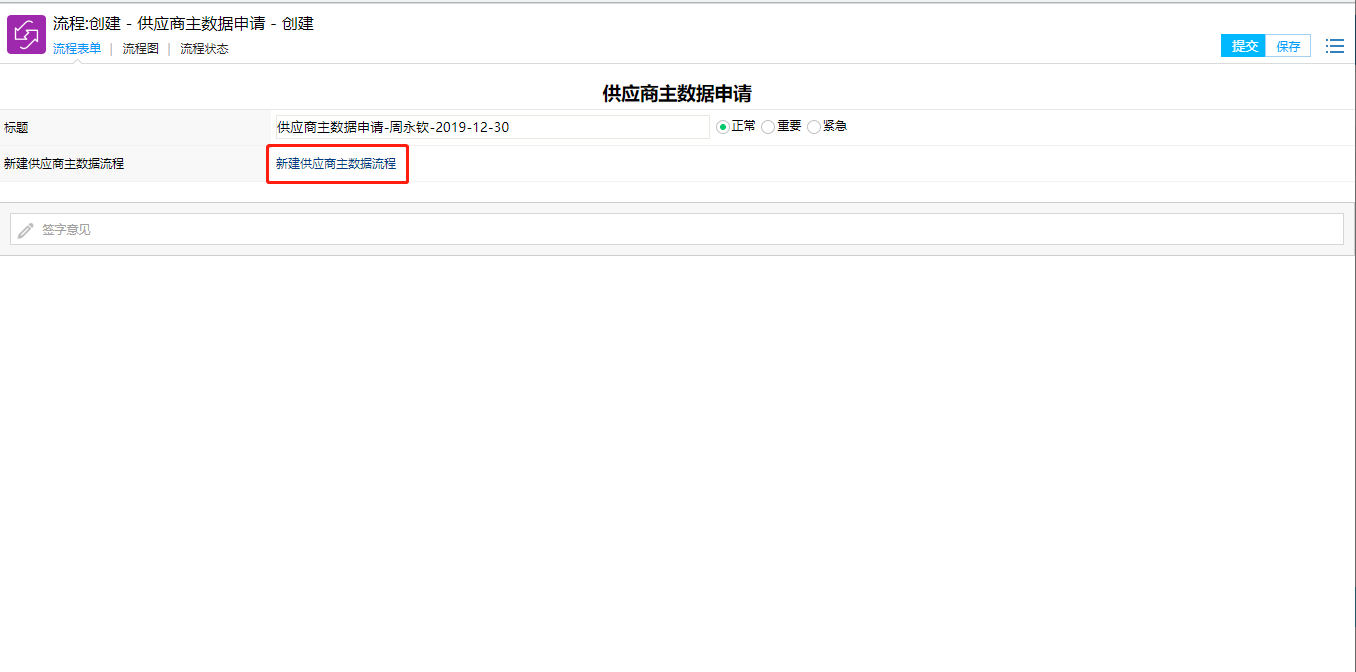 流程:创建 - 供应商主数据申请 - 创建
流程表单 | 流程图 | 流程状态
提交 保存
供应商主数据申请
标题 供应商主数据申请-周永钦-2019-12-30 正常 重要 紧急
新建供应商主数据流程 新建供应商主数据流程
签字意见